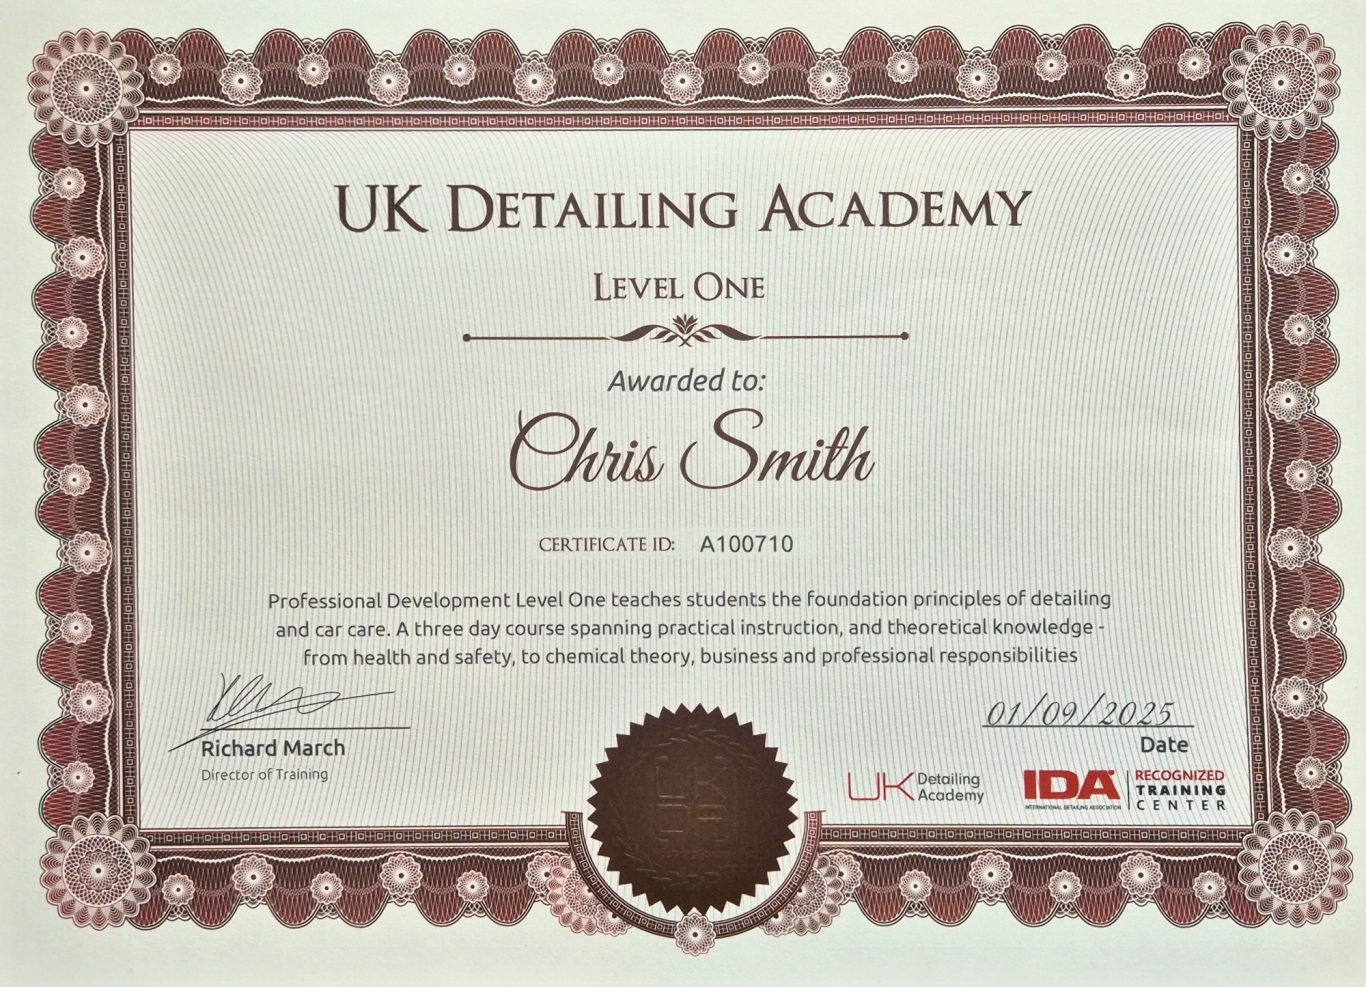 UK Detailing Academy
Level One
Awarded to:
Chris Smith
CERTIFICATE ID: A100710
Professional Development Level One teaches students the foundation principles of detailing
and car care. A three day course spanning practical instruction, and theoretical knowledge -
from health and safety, to chemical theory, business and professional responsibilities
01/09/2025
Richard March
Director of Training
Date
UK Detailing
Academy
IDA
INTERNATIONAL DETAILING ASSOCIATION
RECOGNIZED
TRAINING
CENTER